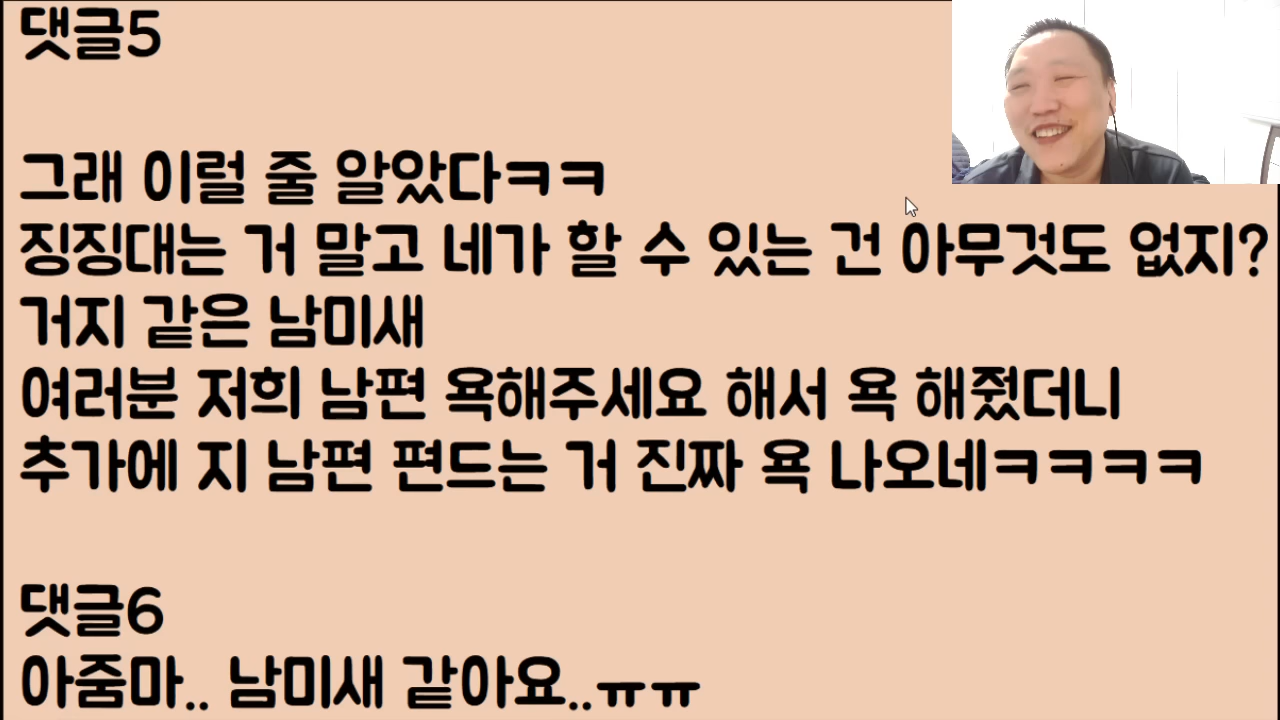 댓글5
그래 이럴 줄 알았다ㅋㅋ
징징대는 거 말고 네가 할 수 있는 건 아무것도 없지?
거지 같은 남미새
여러분 저희 남편 욕해주세요 해서 욕 해줬더니
추가에 지 남편 편드는 거 진짜 욕 나오네ㅋㅋㅋㅋ
댓글6
아줌마.. 남미새 같아요..ㅠㅠ